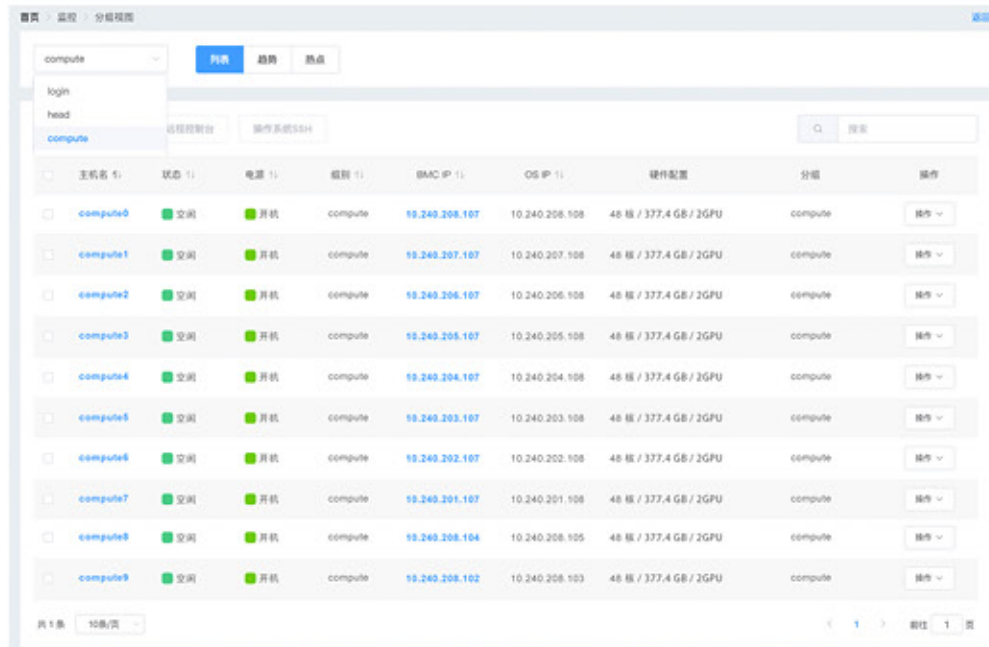 首页 > 监控 > 分组视图 返回
compute 列表 趋势 热点
login
head
compute
远程控制台 操作系统SSH 搜索
主机名 状态 电源 组别 BMC IP OS IP 硬件配置 分组 操作
compute0 空闲 开机 compute 10.240.208.107 10.240.208.108 48 核 / 377.4 GB / 2GPU compute 操作
compute1 空闲 开机 compute 10.240.207.107 10.240.207.108 48 核 / 377.4 GB / 2GPU compute 操作
compute2 空闲 开机 compute 10.240.206.107 10.240.206.108 48 核 / 377.4 GB / 2GPU compute 操作
compute3 空闲 开机 compute 10.240.205.107 10.240.205.108 48 核 / 377.4 GB / 2GPU compute 操作
compute4 空闲 开机 compute 10.240.204.107 10.240.204.108 48 核 / 377.4 GB / 2GPU compute 操作
compute5 空闲 开机 compute 10.240.203.107 10.240.203.108 48 核 / 377.4 GB / 2GPU compute 操作
compute6 空闲 开机 compute 10.240.202.107 10.240.202.108 48 核 / 377.4 GB / 2GPU compute 操作
compute7 空闲 开机 compute 10.240.201.107 10.240.201.108 48 核 / 377.4 GB / 2GPU compute 操作
compute8 空闲 开机 compute 10.240.208.104 10.240.208.105 48 核 / 377.4 GB / 2GPU compute 操作
compute9 空闲 开机 compute 10.240.208.102 10.240.208.103 48 核 / 377.4 GB / 2GPU compute 操作
共 1 条 10条/页 < 1 > 前往 1 页